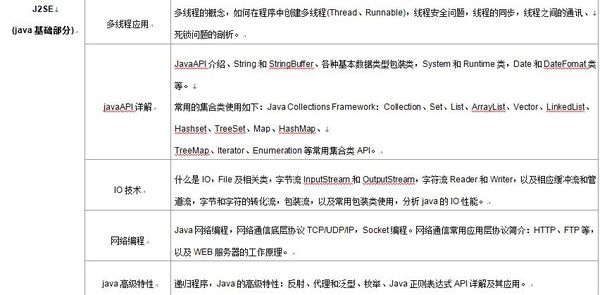 J2SE
(java 基础部分)
多线程应用
多线程的概念，如何在程序中创建多线程(Thread、Runnable)，线程安全问题，线程的同步，线程之间的通讯、
死锁问题的剖析。
javaAPI 详解
JavaAPI 介绍、String 和 StringBuffer、各种基本数据类型包装类，System 和 Runtime 类，Date 和 DateFomat 类
等。
常用的集合类使用如下：Java Collections Framework：Collection、Set、List、ArrayList、Vector、LinkedList、
Hashset、TreeSet、Map、HashMap、
TreeMap、Iterator、Enumeration 等常用集合类 API。
IO 技术
什么是 IO，File 及相关类，字节流 InputStream 和 OutputStream，字符流 Reader 和 Writer，以及相应缓冲流和
管道流，字节和字符的转化流，包装流，以及常用包装类使用，分析 java 的 IO 性能。
网络编程
Java 网络编程，网络通信底层协议 TCP/UDP/IP，Socket 编程。网络通信常用应用层协议简介：HTTP、FTP 等，
以及 WEB 服务器的工作原理。
java 高级特性
递归程序，Java 的高级特性：反射、代理和泛型、枚举、Java 正则表达式 API 详解及其应用。